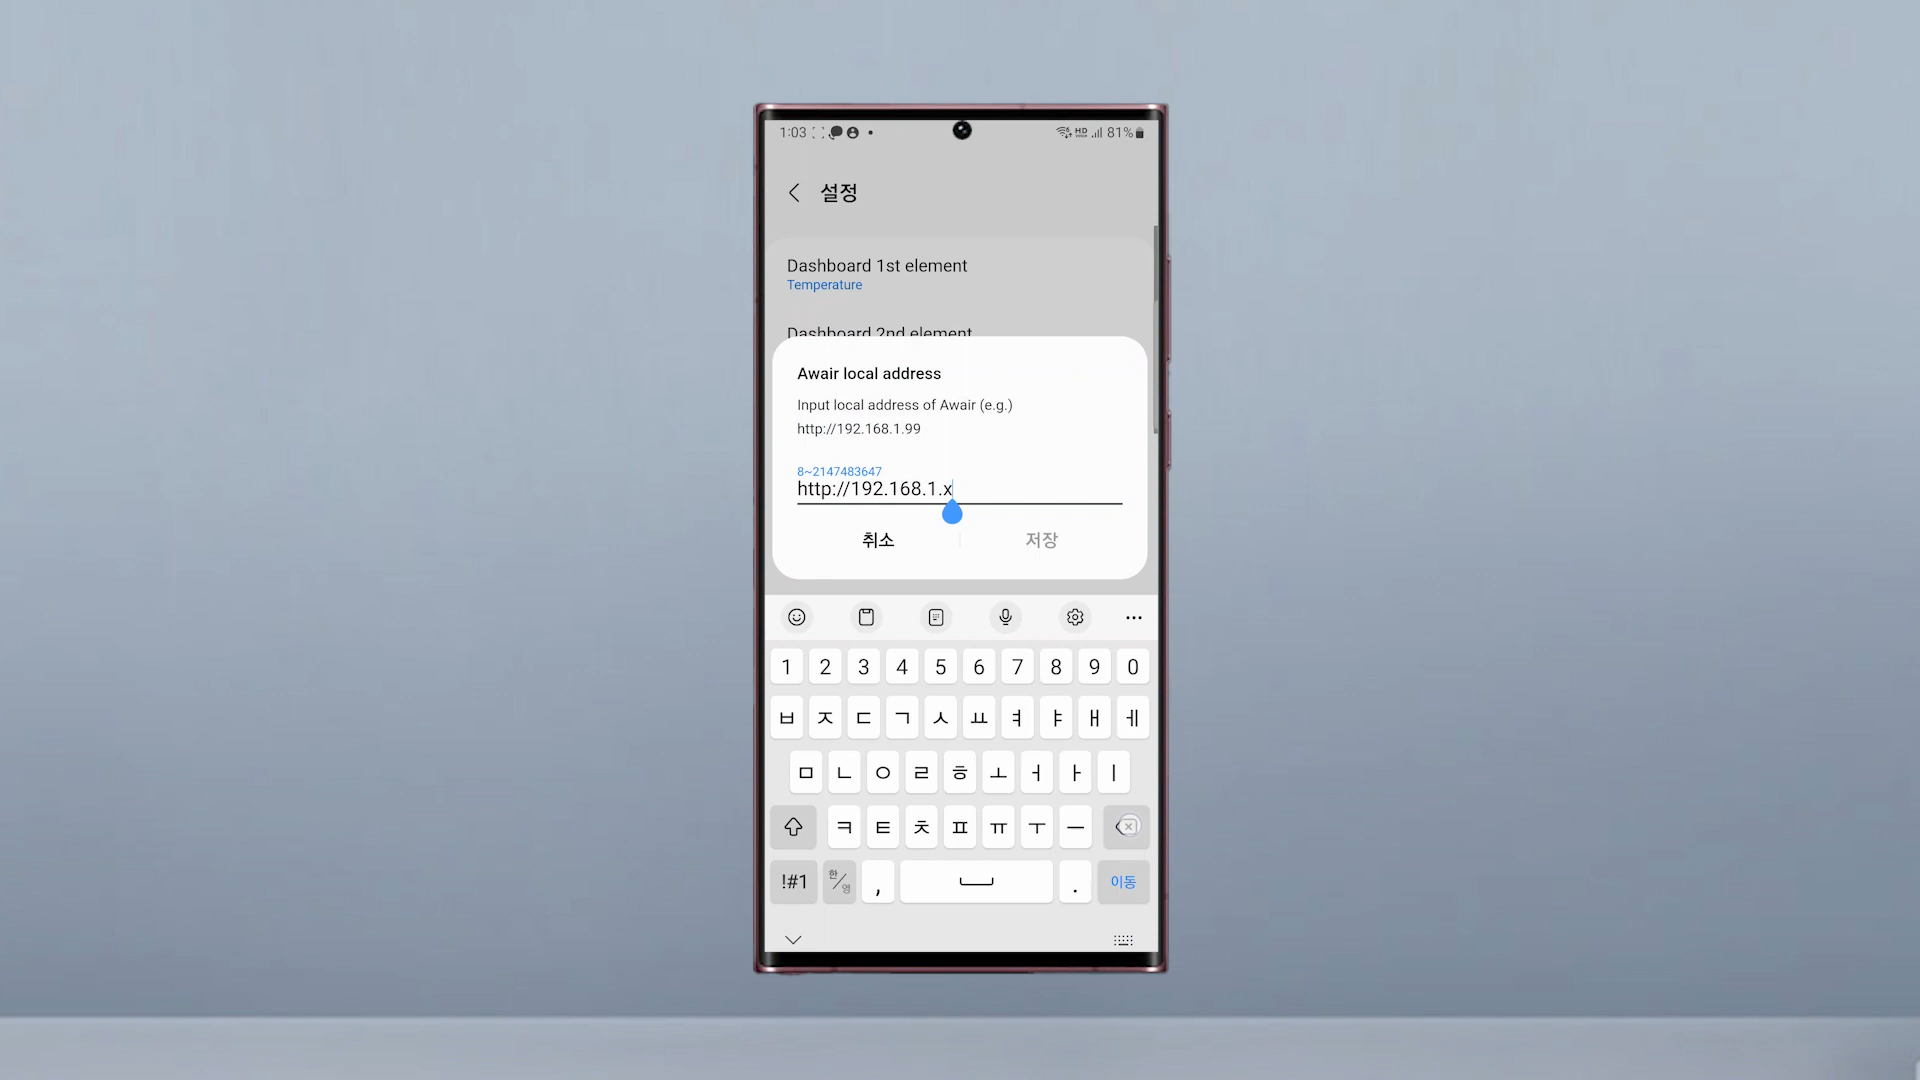 1:03
HD
81%
설정
Dashboard 1st element
Temperature
Dashboard 2nd element
Awair local address
Input local address of Awair (e.g.)
http://192.168.1.99
8~2147483647
http://192.168.1.x
취소
저장
1 2 3 4 5 6 7 8 9 0
ㅂ ㅈ ㄷ ㄱ ㅅ ㅛ ㅕ ㅑ ㅐ ㅔ
ㅁ ㄴ ㅇ ㄹ ㅎ ㅗ ㅓ ㅏ ㅣ
ㅋ ㅌ ㅊ ㅍ ㅠ ㅜ ㅡ
!#1 한/영 , . 이동